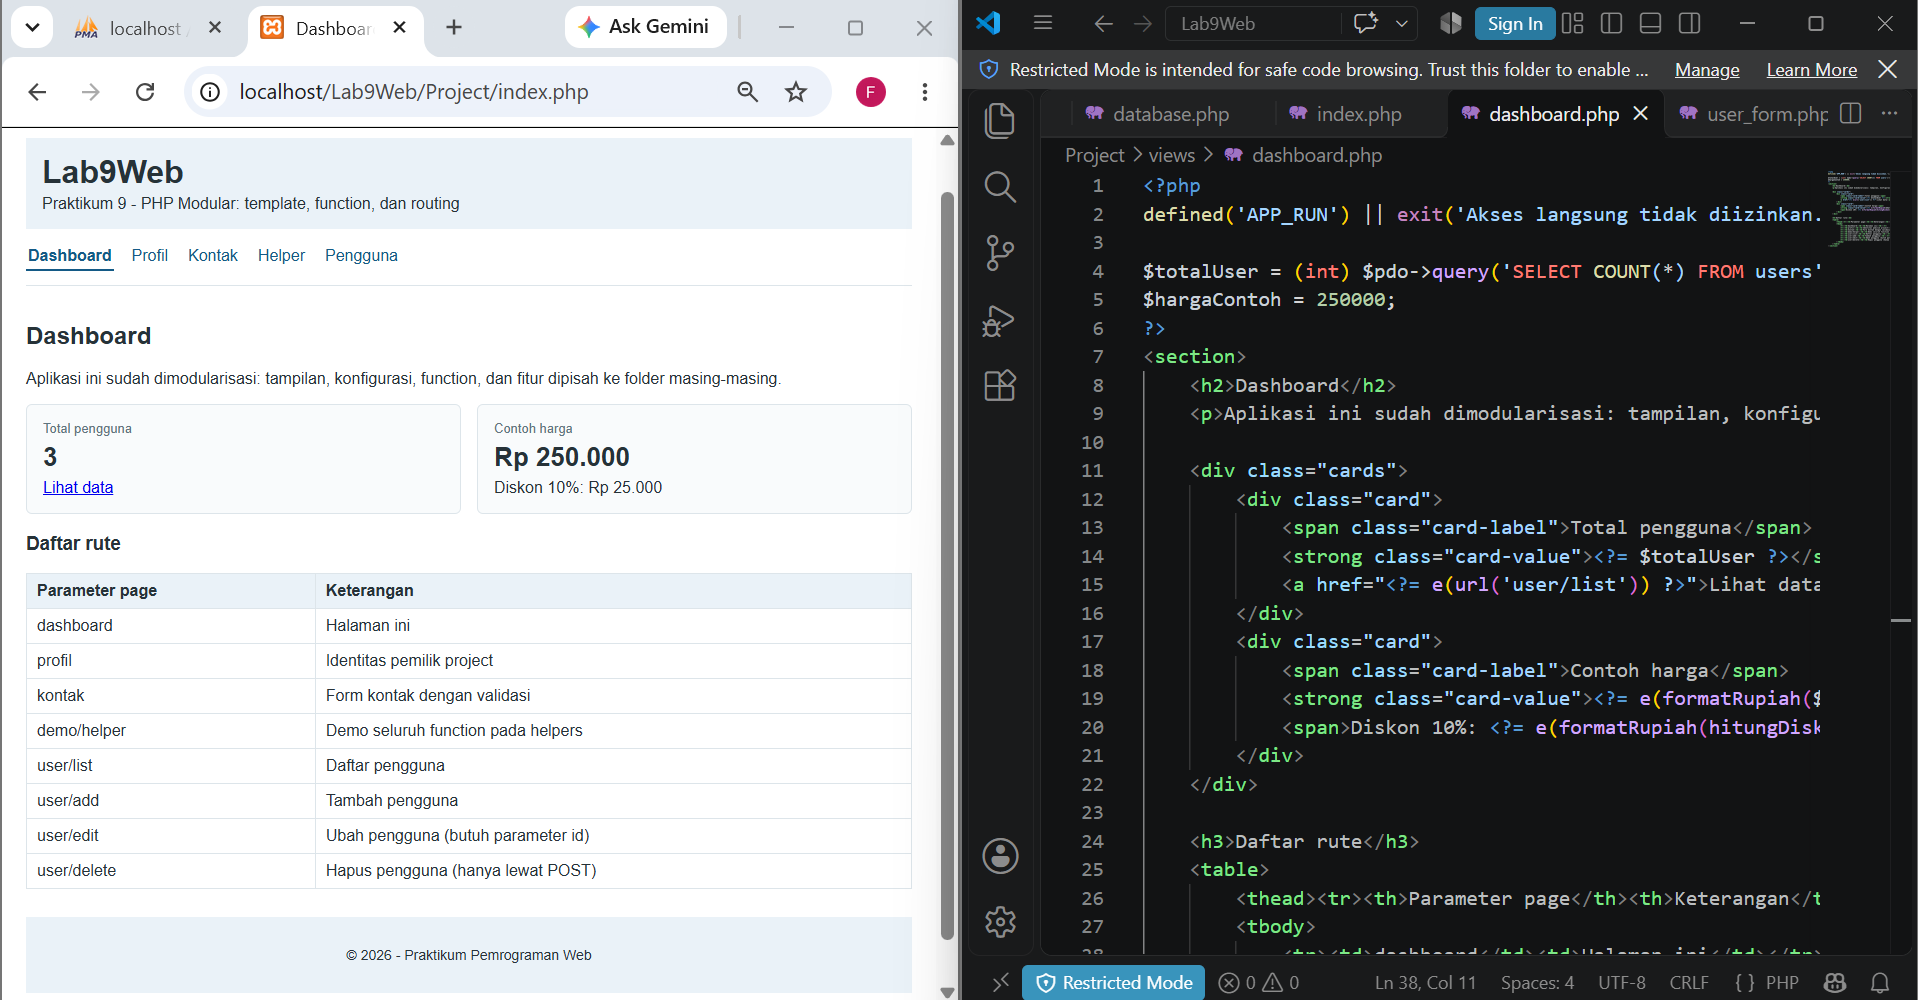 localhost /
Dashboar
Ask Gemini
localhost/Lab9Web/Project/index.php
F
Lab9Web
Praktikum 9 - PHP Modular: template, function, dan routing
Dashboard Profil Kontak Helper Pengguna
Dashboard
Aplikasi ini sudah dimodularisasi: tampilan, konfigurasi, function, dan fitur dipisah ke folder masing-masing.
Total pengguna
3
Lihat data
Contoh harga
Rp 250.000
Diskon 10%: Rp 25.000
Daftar rute
Parameter page Keterangan
dashboard Halaman ini
profil Identitas pemilik project
kontak Form kontak dengan validasi
demo/helper Demo seluruh function pada helpers
user/list Daftar pengguna
user/add Tambah pengguna
user/edit Ubah pengguna (butuh parameter id)
user/delete Hapus pengguna (hanya lewat POST)
© 2026 - Praktikum Pemrograman Web
Lab9Web
Sign In
Restricted Mode is intended for safe code browsing. Trust this folder to enable ... Manage Learn More
database.php index.php dashboard.php user_form.php
Project > views > dashboard.php
1 <?php
2 defined('APP_RUN') || exit('Akses langsung tidak diizinkan.
3
4 $totalUser = (int) $pdo->query('SELECT COUNT(*) FROM users'
5 $hargaContoh = 250000;
6 ?>
7 <section>
8 <h2>Dashboard</h2>
9 <p>Aplikasi ini sudah dimodularisasi: tampilan, konfigu
10
11 <div class="cards">
12 <div class="card">
13 <span class="card-label">Total pengguna</span>
14 <strong class="card-value"><?= $totalUser ?></s
15 <a href="<?= e(url('user/list')) ?>">Lihat data
16 </div>
17 <div class="card">
18 <span class="card-label">Contoh harga</span>
19 <strong class="card-value"><?= e(formatRupiah($
20 <span>Diskon 10%: <?= e(formatRupiah(hitungDisk
21 </div>
22 </div>
23
24 <h3>Daftar rute</h3>
25 <table>
26 <thead><tr><th>Parameter page</th><th>Keterangan</t
27 <tbody>
28 <tr><td>dashboard</td><td>Halaman ini</td></tr>
Restricted Mode 0 0 Ln 38, Col 11 Spaces: 4 UTF-8 CRLF { } PHP